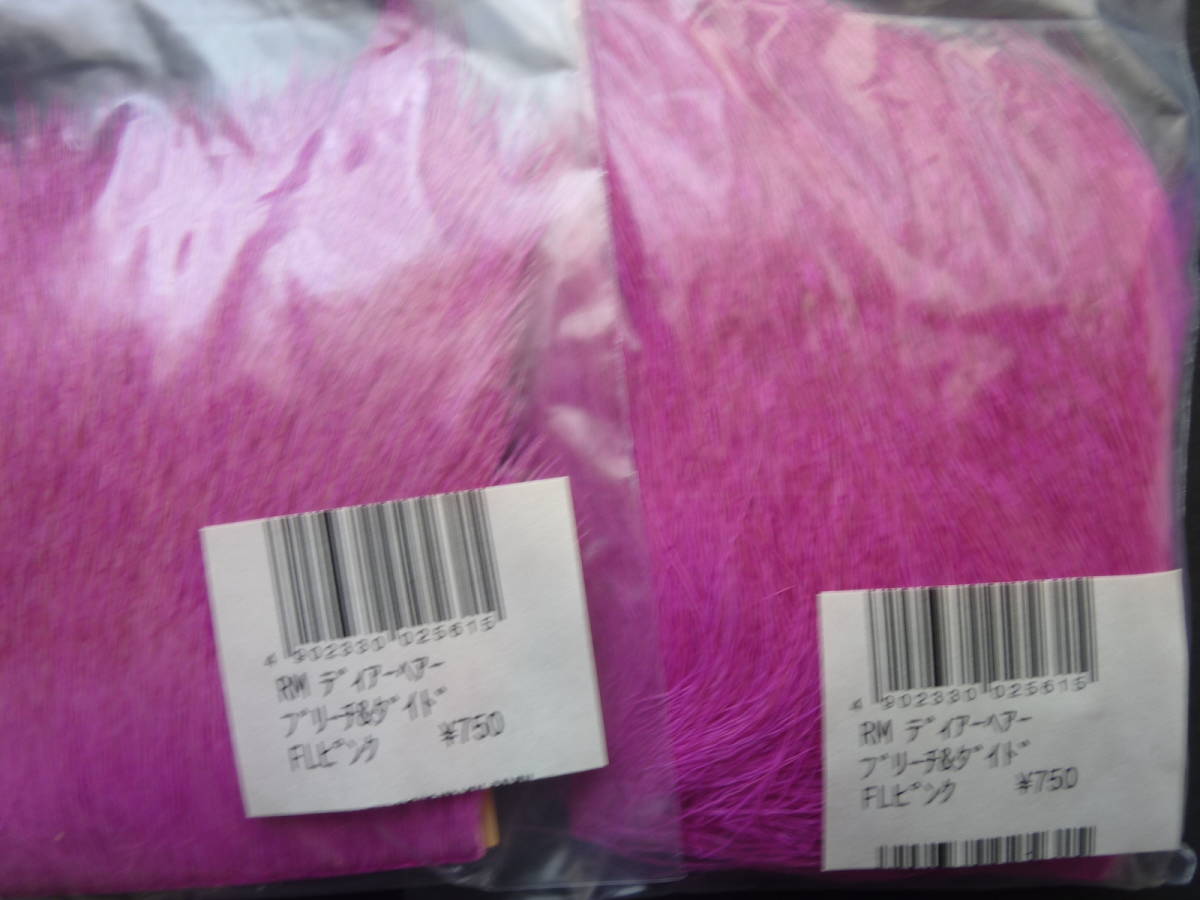 4 902330 025615
RM ﾃﾞｨｱｰﾍｱｰ
ﾌﾞﾘｰﾁ&ﾀﾞｲﾄﾞ
FLﾋﾟﾝｸ ¥750
4 902330 025615
RM ﾃﾞｨｱｰﾍｱｰ
ﾌﾞﾘｰﾁ&ﾀﾞｲﾄﾞ
FLﾋﾟﾝｸ ¥750